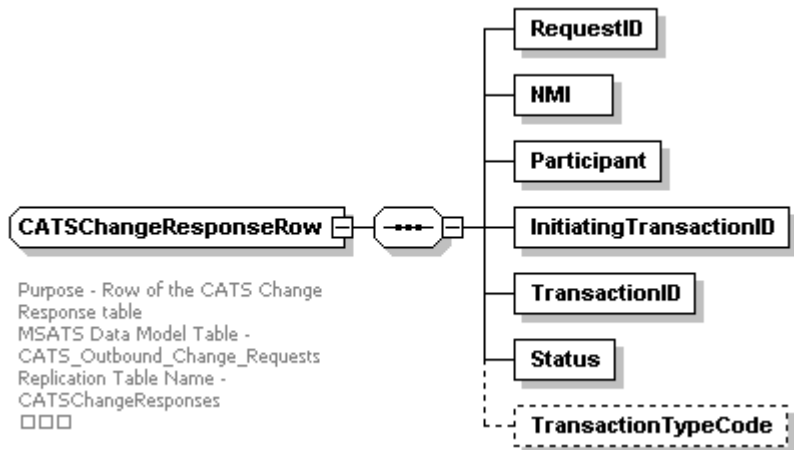 RequestID
NMI
Participant
CATSChangeResponseRow
InitiatingTransactionID
Purpose - Row of the CATS Change
Response table
MSATS Data Model Table -
CATS_Outbound_Change_Requests
Replication Table Name -
CATSChangeResponses
□□□
TransactionID
Status
TransactionTypeCode